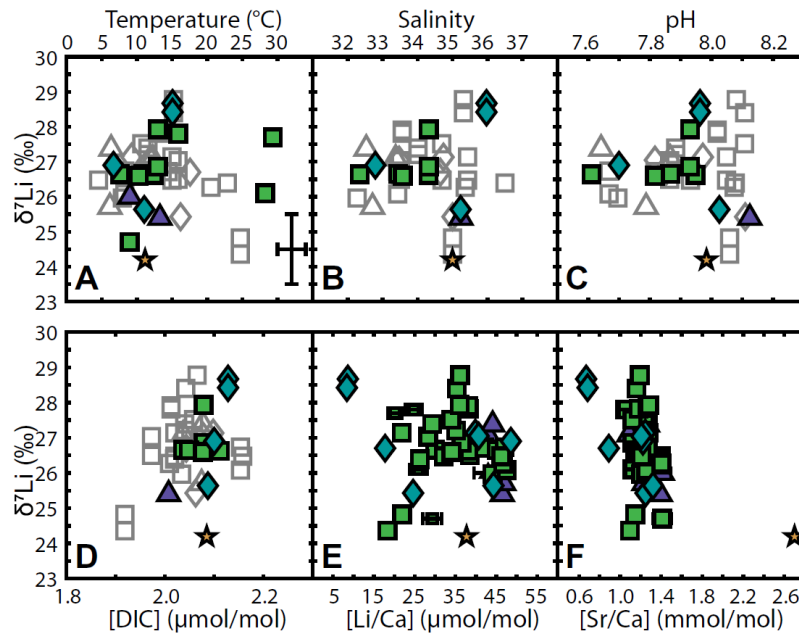 Temperature (°C) Salinity pH
0 5 10 15 20 25 30 32 33 34 35 36 37 7.6 7.8 8.0 8.2
30
29
28
27
26
25
24
23
δ⁷Li (‰)
A B C
30
29
28
27
26
25
24
23
δ⁷Li (‰)
D E F
1.8 2.0 2.2 5 15 25 35 45 55 0.6 1.0 1.4 1.8 2.2 2.6
[DIC] (μmol/mol) [Li/Ca] (μmol/mol) [Sr/Ca] (mmol/mol)